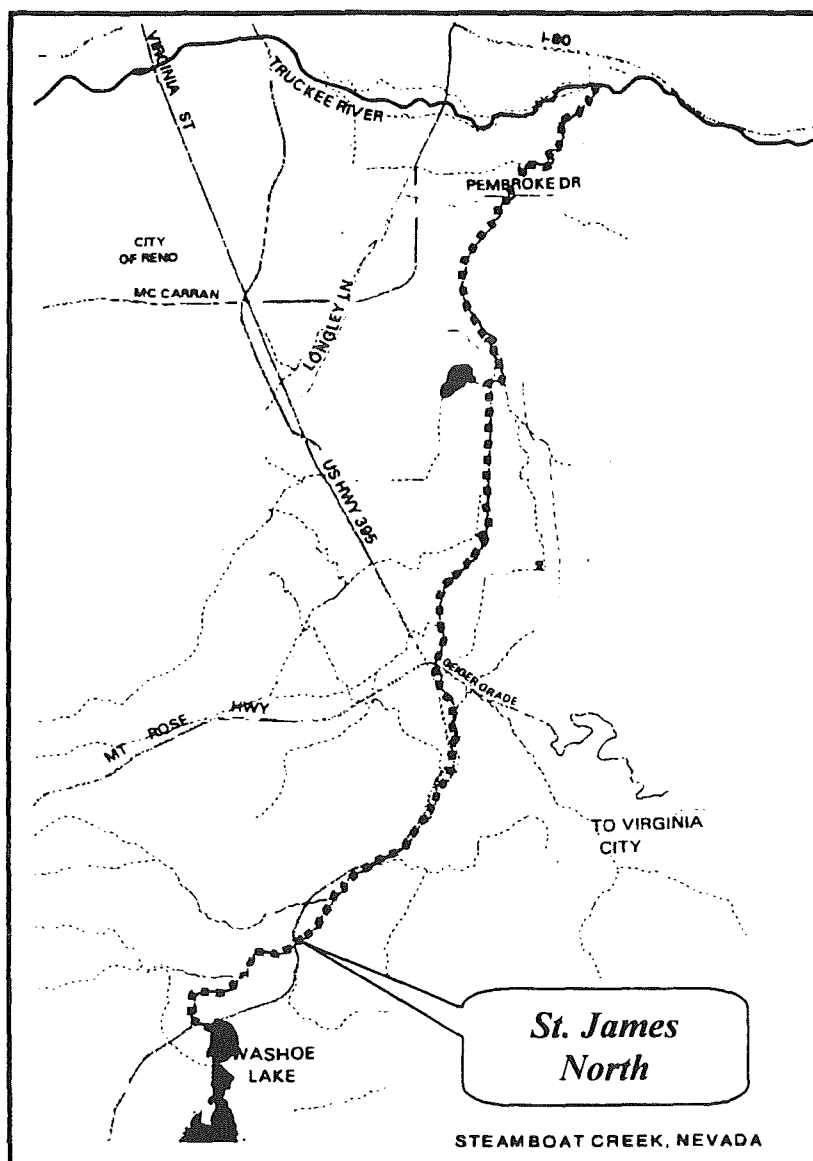 I-80
VIRGINIA ST
TRUCKEE RIVER
PEMBROKE DR
CITY
OF RENO
MC CARRAN
LONGLEY LN
US HWY 395
GEIGER GRADE
MT ROSE HWY
TO VIRGINIA
CITY
St. James
North
WASHOE
LAKE
STEAMBOAT CREEK, NEVADA